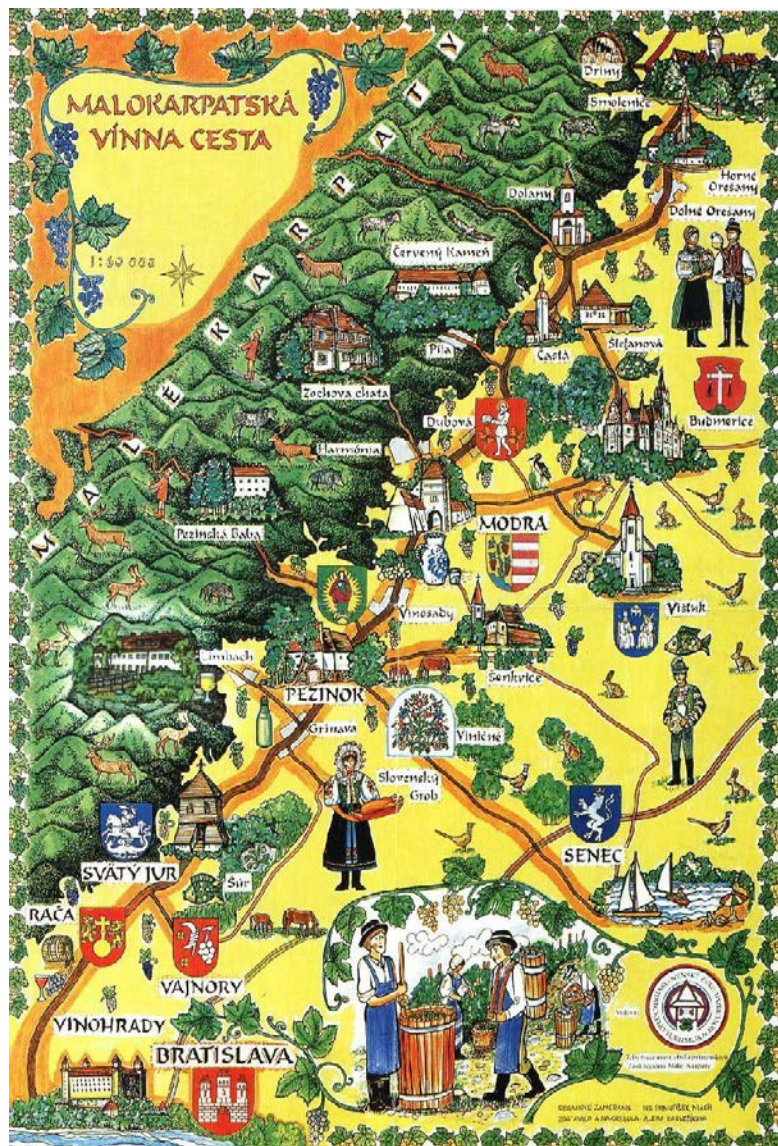 MALOKARPATSKÁ
VÍNNA CESTA
MALÉ KARPATY
Driny
Smolenice
Horné
Orešany
Dolné Orešany
Dolany
Červený Kameň
Píla
Častá
Štefanová
Zochova chata
Dubová
Budmerice
Harmónia
Pezinská Baba
MODRA
Vinosady
Vištuk
Limbach
PEZINOK
Šenkvice
Grinava
Viničné
Slovenský
Grob
SVÄTÝ JUR
Šúr
SENEC
RAČA
VAJNORY
VINOHRADY
BRATISLAVA